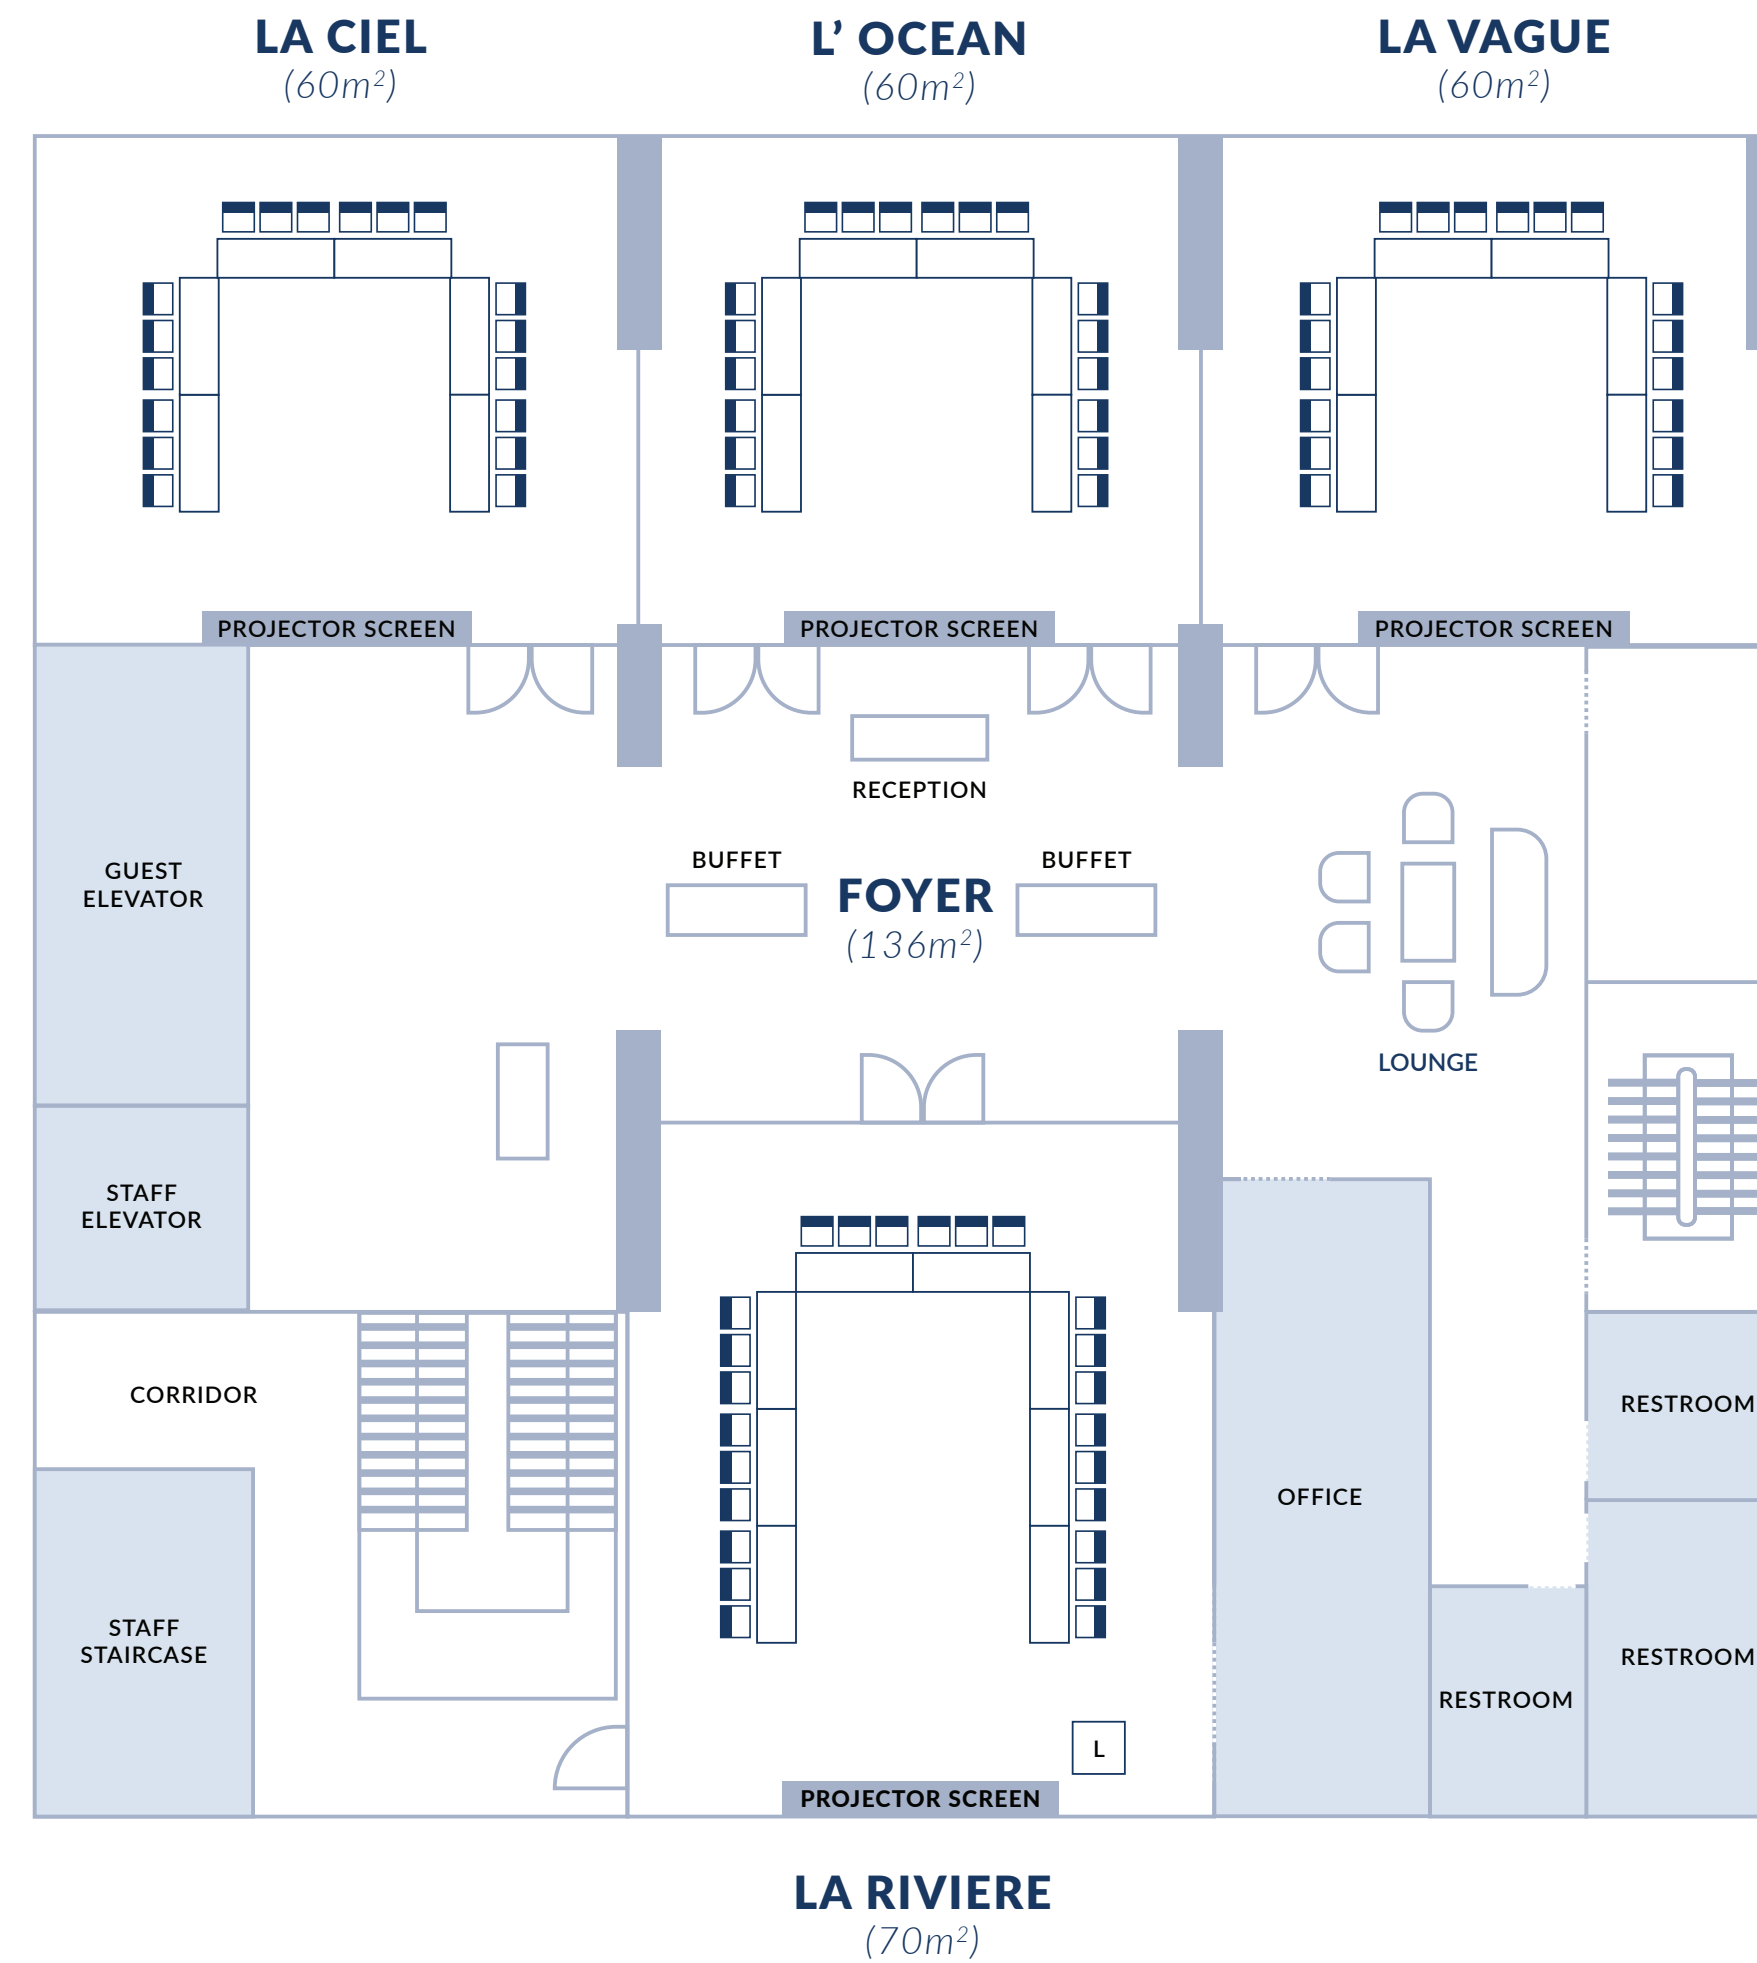 LA CIEL
(60m²)
L’ OCEAN
(60m²)
LA VAGUE
(60m²)
PROJECTOR SCREEN
PROJECTOR SCREEN
PROJECTOR SCREEN
RECEPTION
BUFFET
BUFFET
GUEST
ELEVATOR
FOYER
(136m²)
LOUNGE
STAFF
ELEVATOR
CORRIDOR
RESTROOM
OFFICE
STAFF
STAIRCASE
RESTROOM
RESTROOM
L
PROJECTOR SCREEN
LA RIVIERE
(70m²)